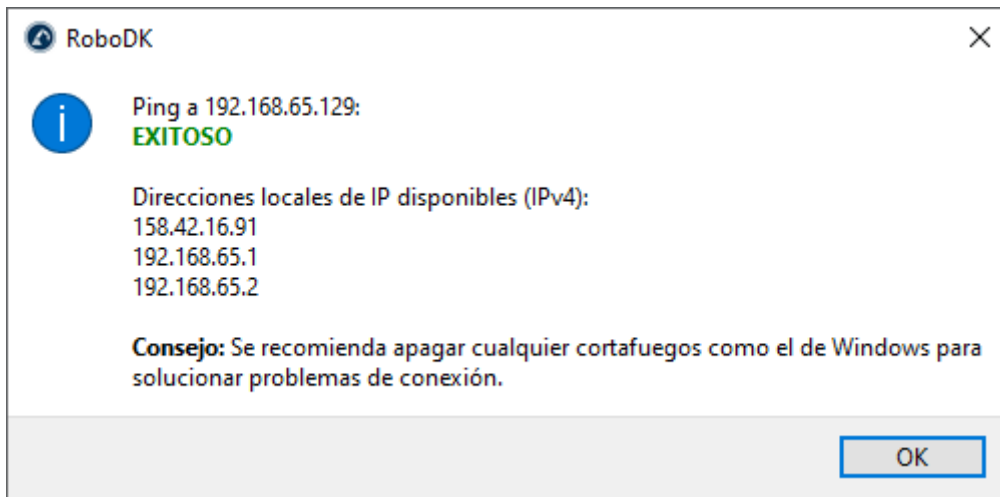 RoboDK
Ping a 192.168.65.129:
EXITOSO
Direcciones locales de IP disponibles (IPv4):
158.42.16.91
192.168.65.1
192.168.65.2
Consejo: Se recomienda apagar cualquier cortafuegos como el de Windows para
solucionar problemas de conexión.
OK